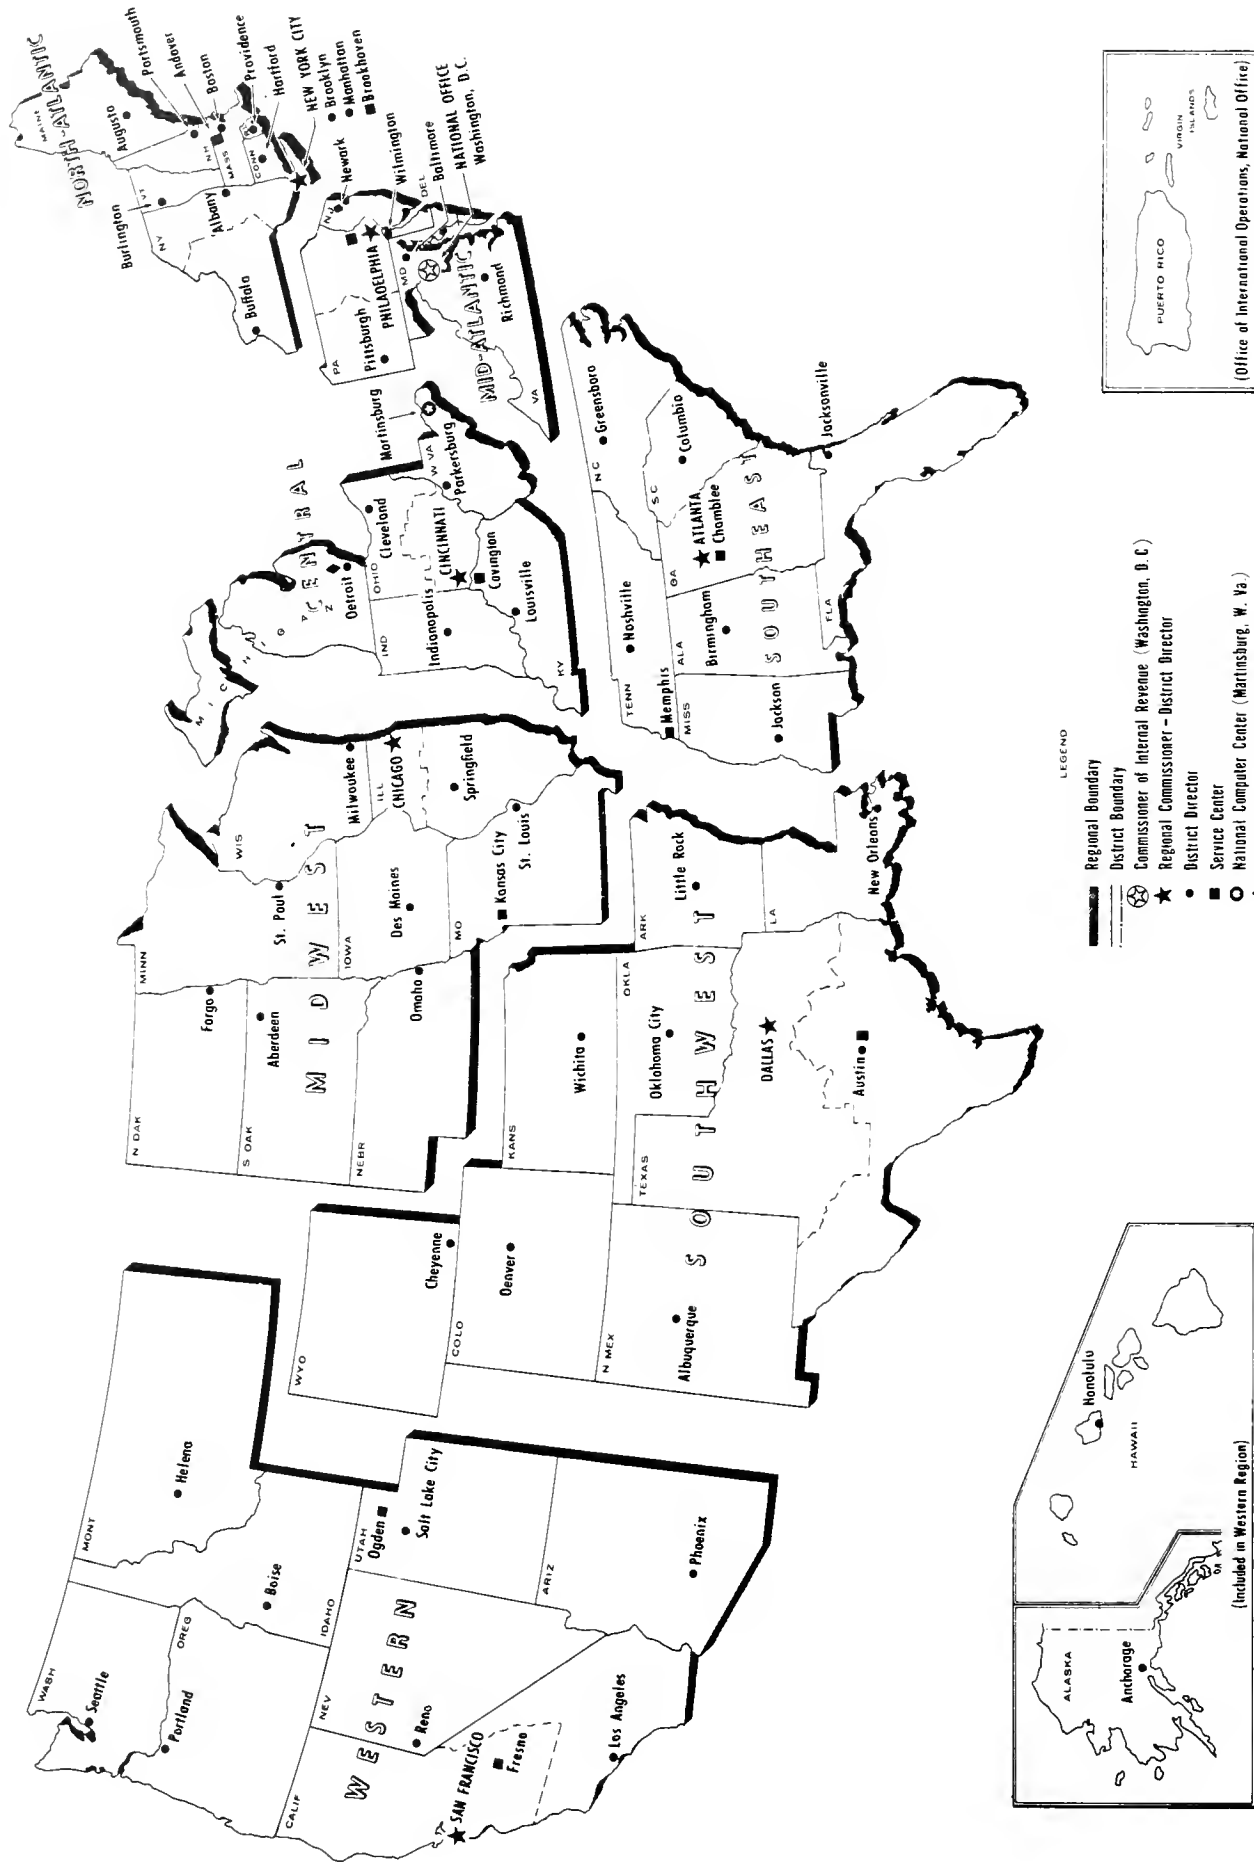 WESTERN
WASH
Seattle
Portland
OREG
MONT
Helena
Boise
IDAHO
CALIF
NEV
Reno
SAN FRANCISCO
Fresno
Los Angeles
UTAH
Ogden
Salt Lake City
ARIZ
Phoenix
MIDWEST
N DAK
Fargo
S DAK
Aberdeen
NEBR
Omaha
MINN
St. Paul
IOWA
Des Moines
MO
Kansas City
St. Louis
WIS
Milwaukee
ILL
CHICAGO
Springfield
SOUTHWEST
WYO
Cheyenne
COLO
Denver
N MEX
Albuquerque
KANS
Wichita
OKLA
Oklahoma City
TEXAS
DALLAS
Austin
ARK
Little Rock
LA
New Orleans
CENTRAL
MICHIGAN
Detroit
OHIO
Cleveland
CINCINNATI
IND
Indianapolis
Covington
Louisville
KY
W VA
Parkersburg
Martinsburg
SOUTHEAST
TENN
Nashville
Memphis
MISS
Jackson
ALA
Birmingham
GA
ATLANTA
Chamblee
N C
Greensboro
S C
Columbia
FLA
Jacksonville
MID-ATLANTIC
PA
Pittsburgh
PHILADELPHIA
NJ
Newark
Wilmington
DEL
MD
Baltimore
NATIONAL OFFICE
Washington, D.C.
Richmond
VA
NORTH-ATLANTIC
MAINE
Augusta
Portsmouth
Andover
Boston
Providence
Hartford
NEW YORK CITY
Brooklyn
Manhattan
Brookhaven
VT
NH
MASS
CONN
NY
Burlington
Albany
Buffalo
ALASKA
Anchorage
Honolulu
HAWAII
(Included in Western Region)
LEGEND
Regional Boundary
District Boundary
Commissioner of Internal Revenue (Washington, D.C)
Regional Commissioner - District Director
District Director
Service Center
National Computer Center (Martinsburg, W. Va.)
PUERTO RICO
VIRGIN
ISLANDS
(Office of International Operations, National Office)